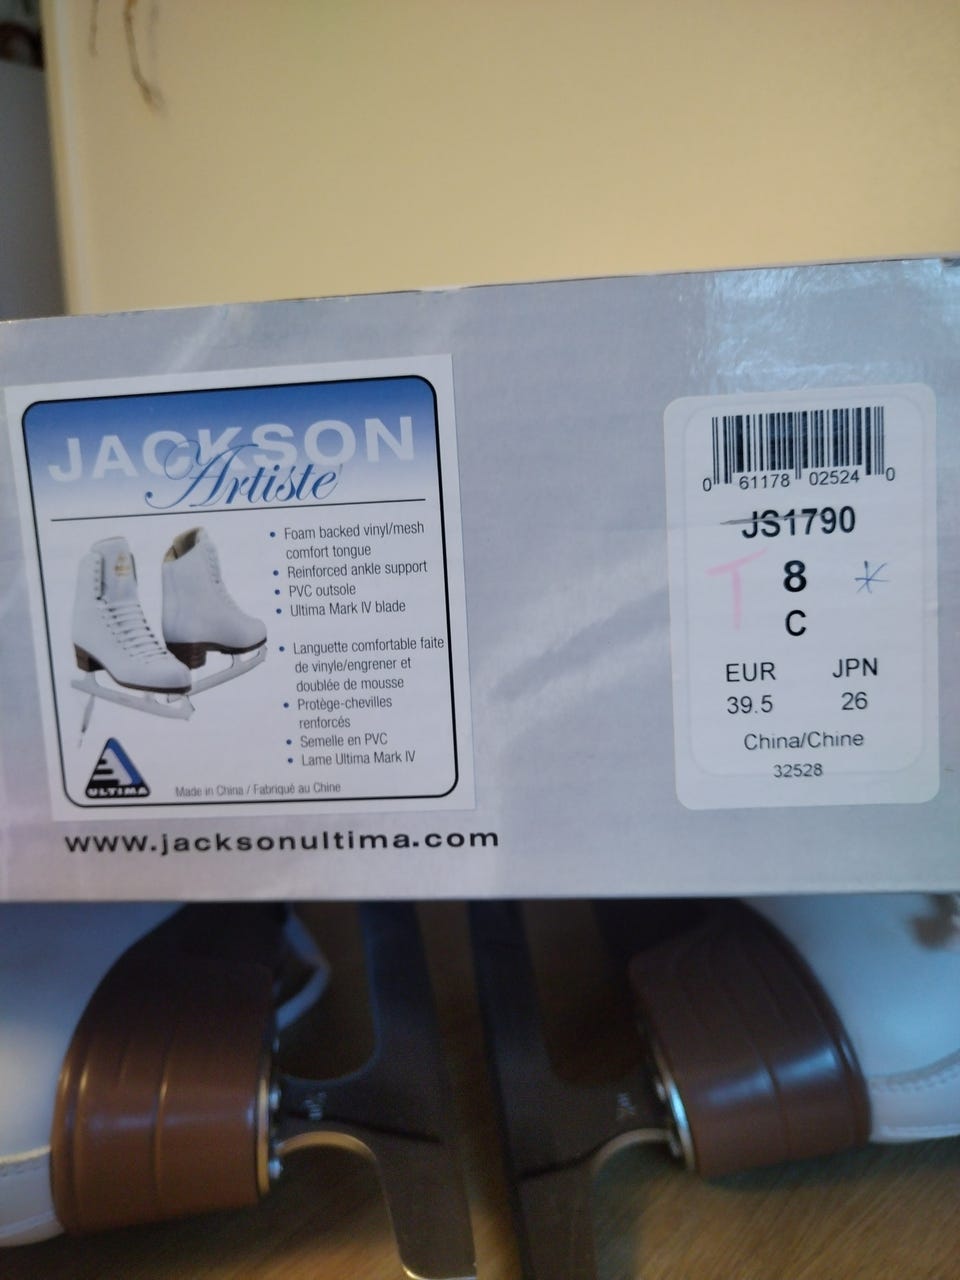 JACKSON
Artiste
• Foam backed vinyl/mesh
comfort tongue
• Reinforced ankle support
• PVC outsole
• Ultima Mark IV blade
• Languette comfortable faite
de vinyle/engrener et
doublée de mousse
• Protège-chevilles
renforcés
• Semelle en PVC
• Lame Ultima Mark IV
ULTIMA
Made in China / Fabriqué au Chine
www.jacksonultima.com
0 61178 02524 0
JS1790
T 8 *
C
EUR JPN
39.5 26
China/Chine
32528